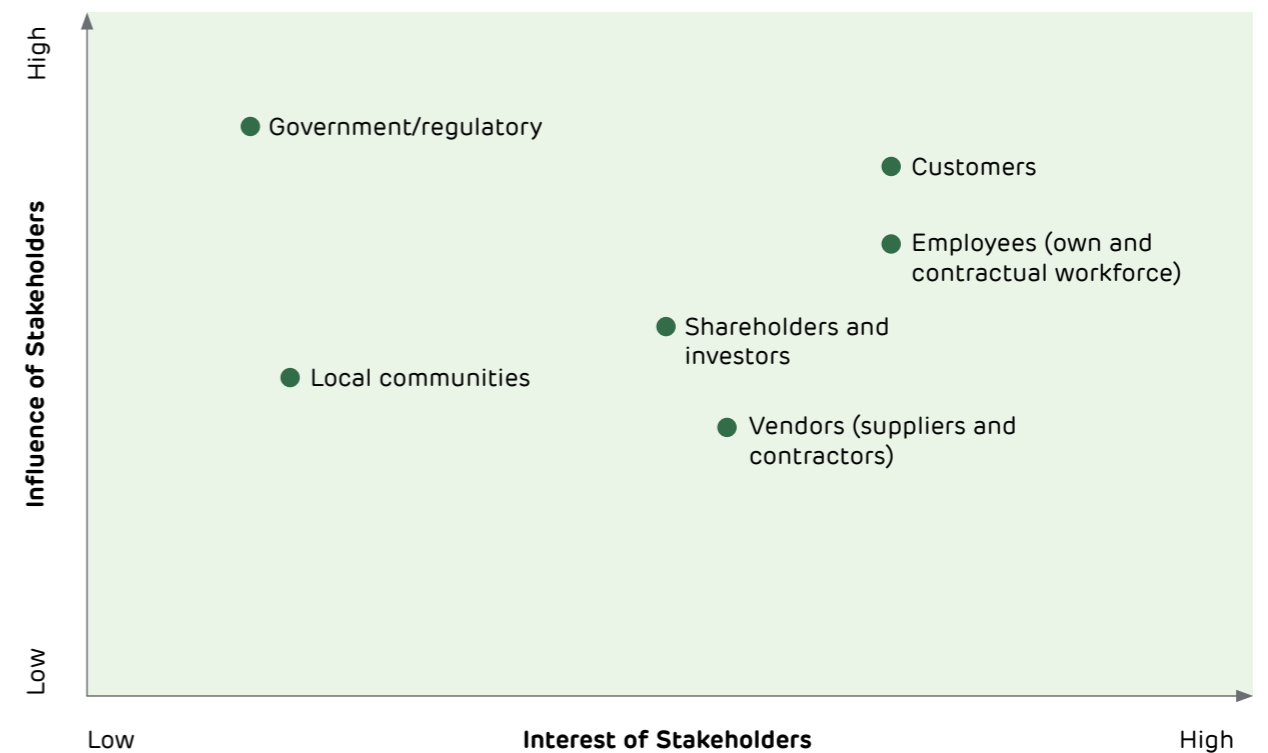 High
Government/regulatory
Customers
Employees (own and
contractual workforce)
Influence of Stakeholders
Shareholders and
investors
Local communities
Vendors (suppliers and
contractors)
Low
Low
Interest of Stakeholders
High